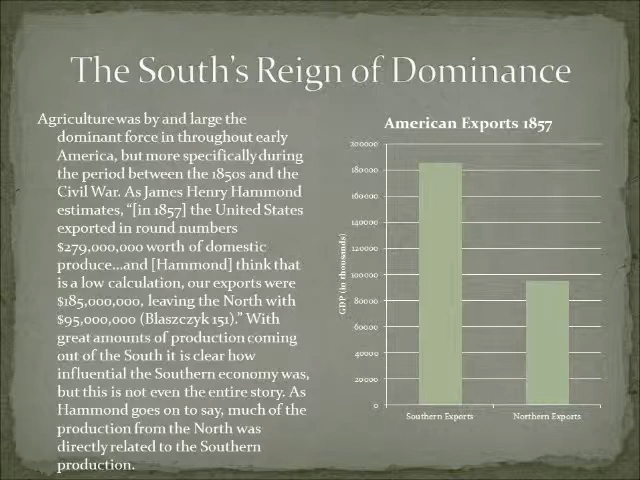 The South's Reign of Dominance
Agriculture was by and large the
dominant force in throughout early
America, but more specifically during
the period between the 1850s and the
Civil War. As James Henry Hammond
estimates, “[in 1857] the United States
exported in round numbers
$279,000,000 worth of domestic
produce…and [Hammond] think that
is a low calculation, our exports were
$185,000,000, leaving the North with
$95,000,000 (Blaszczyk 151).” With
great amounts of production coming
out of the South it is clear how
influential the Southern economy was,
but this is not even the entire story. As
Hammond goes on to say, much of the
production from the North was
directly related to the Southern
production.
American Exports 1857
GDP (in thousands)
200000
180000
160000
140000
120000
100000
80000
60000
40000
20000
0
Southern Exports
Northern Exports